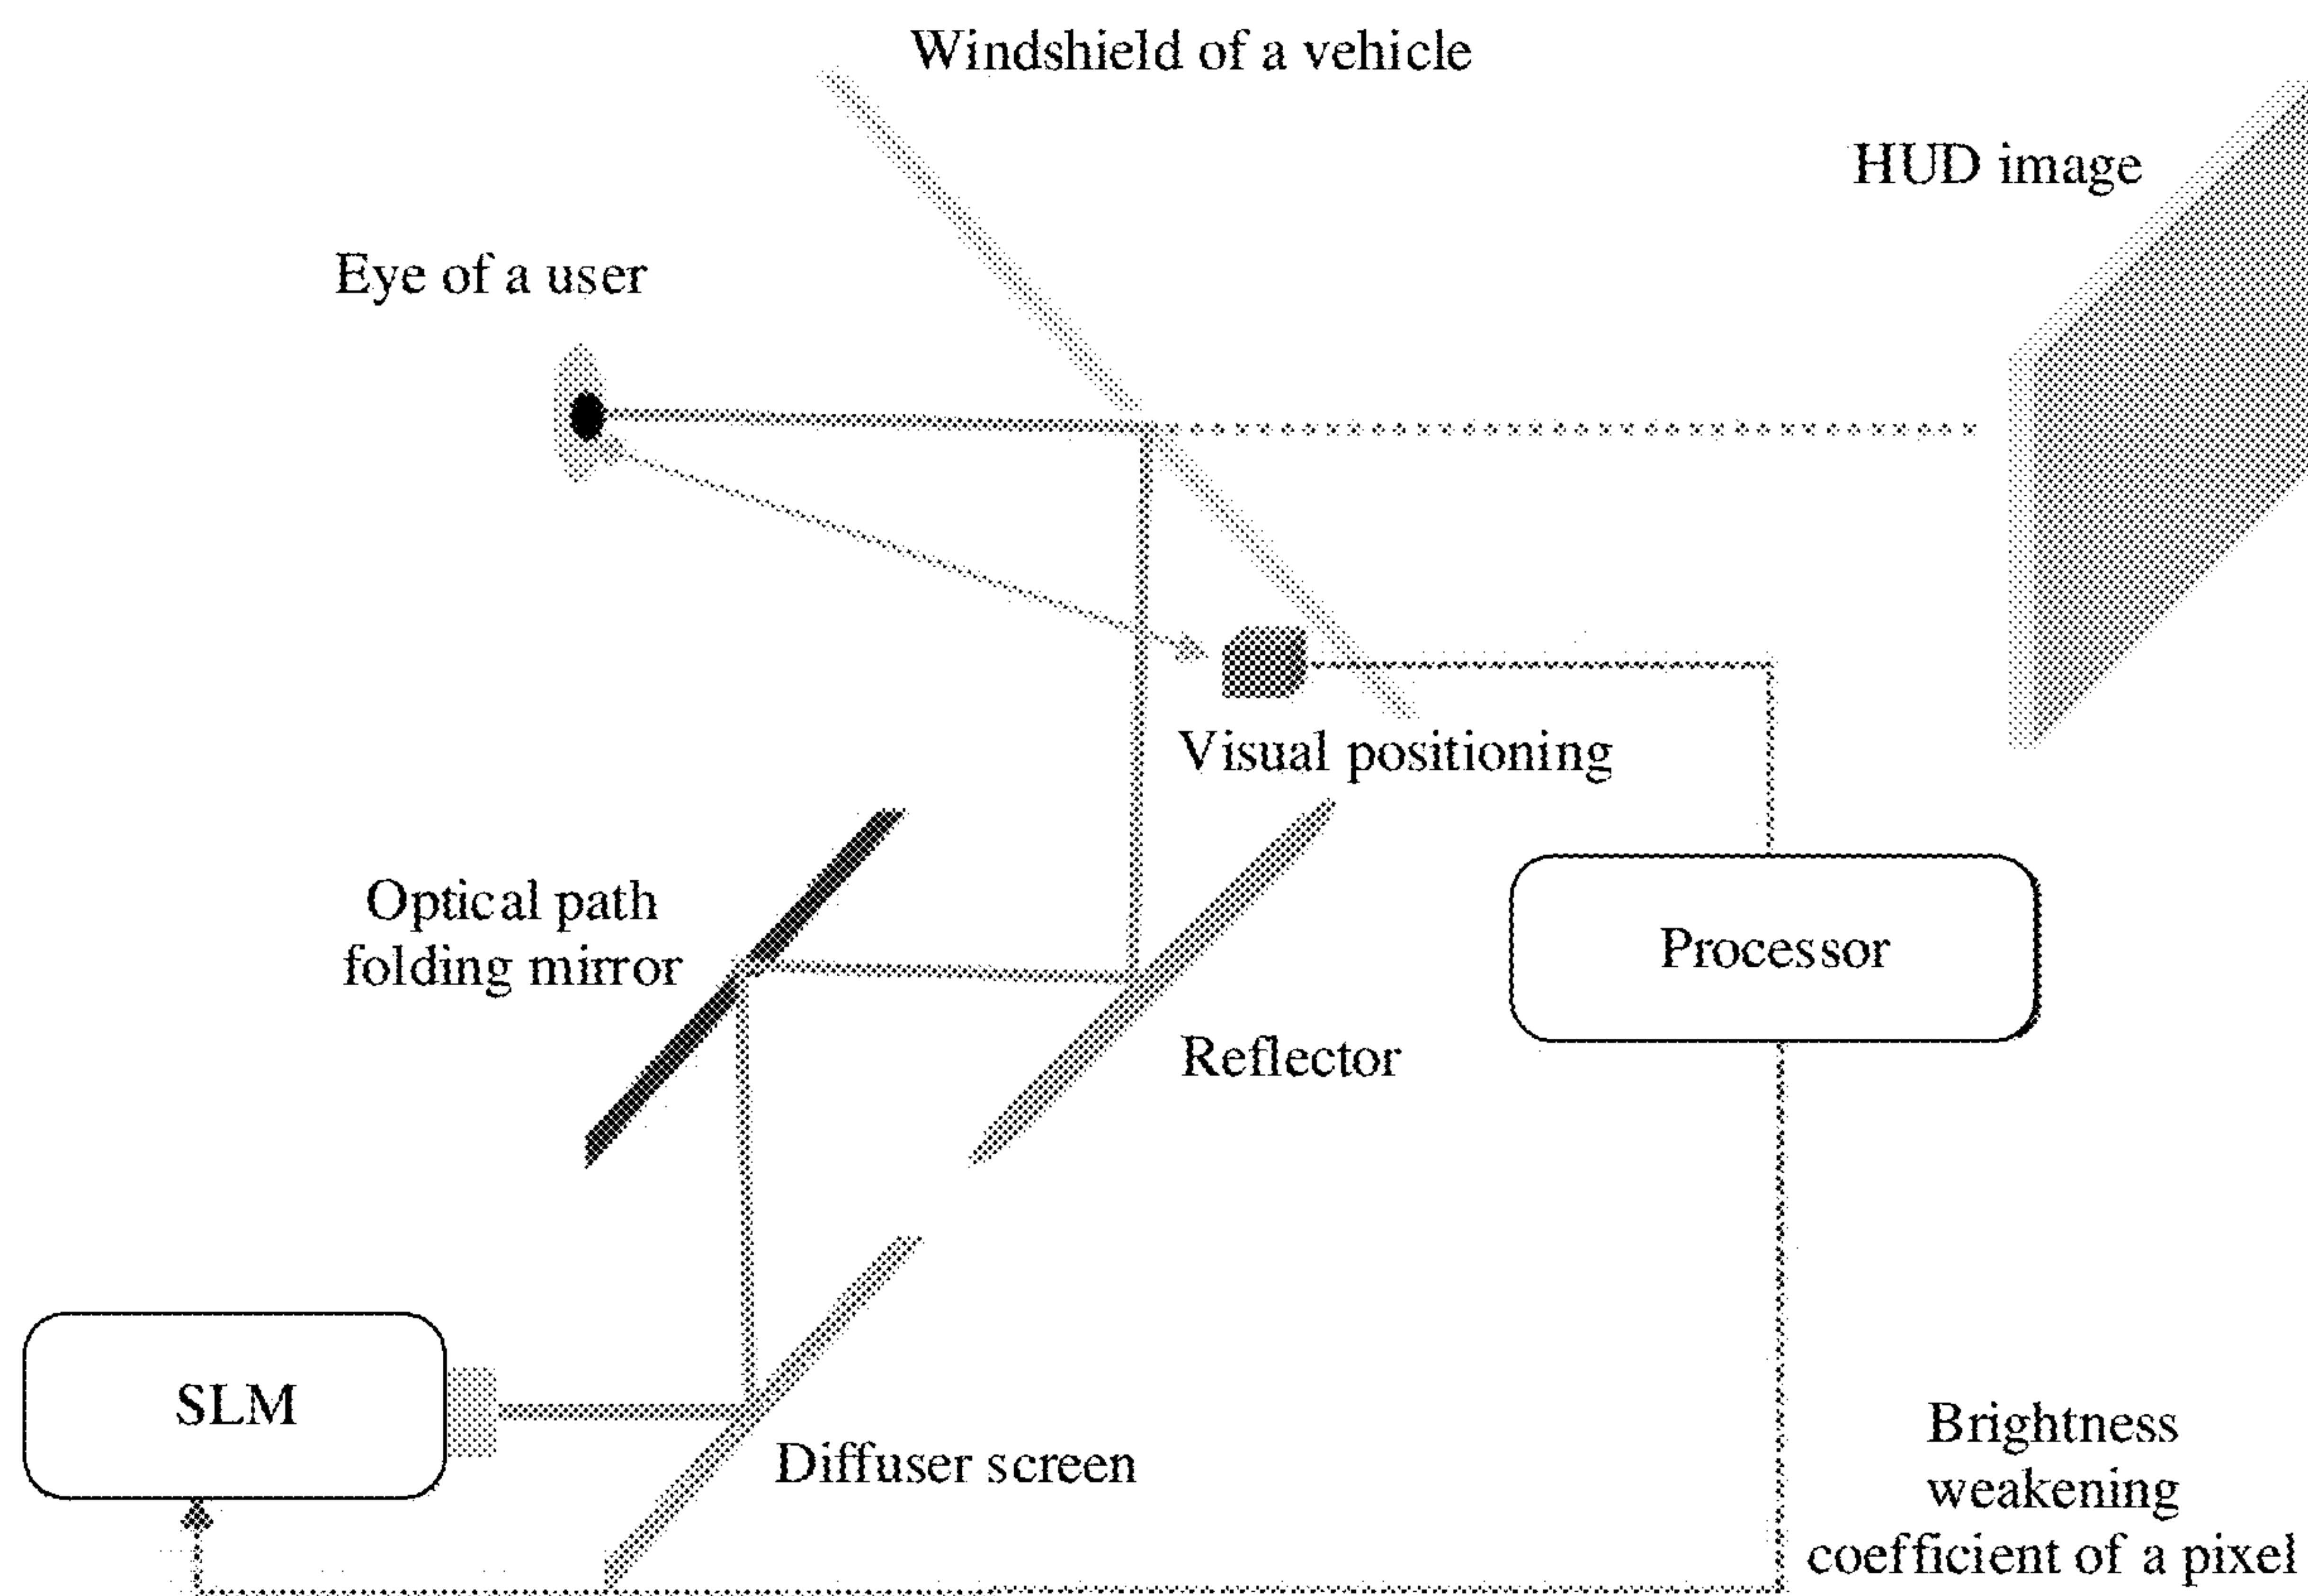 Windshield of a vehicle
HUD image
Eye of a user
Visual positioning
Optical path
folding mirror
Processor
Reflector
SLM
Diffuser screen
Brightness
weakening
coefficient of a pixel